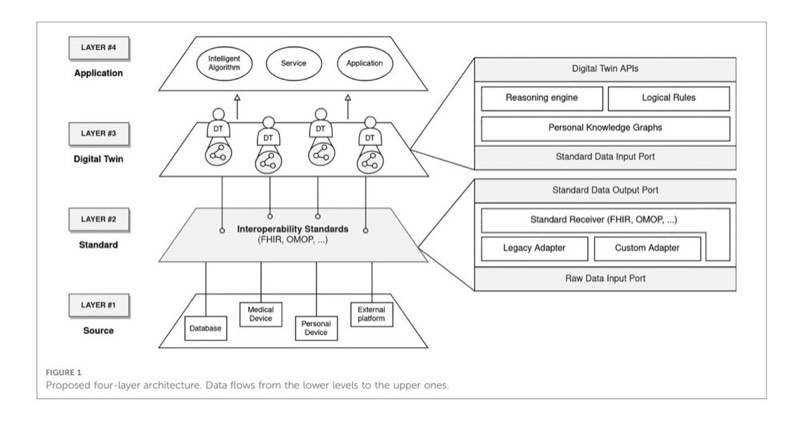 LAYER #4
Application
Intelligent
Algorithm
Service
Application
LAYER #3
Digital Twin
DT
DT
DT
DT
LAYER #2
Standard
Interoperability Standards
(FHIR, OMOP, ...)
LAYER #1
Source
Database
Medical
Device
Personal
Device
External
platform
Digital Twin APIs
Reasoning engine
Logical Rules
Personal Knowledge Graphs
Standard Data Input Port
Standard Data Output Port
Standard Receiver (FHIR, OMOP, ...)
Legacy Adapter
Custom Adapter
Raw Data Input Port
FIGURE 1
Proposed four-layer architecture. Data flows from the lower levels to the upper ones.